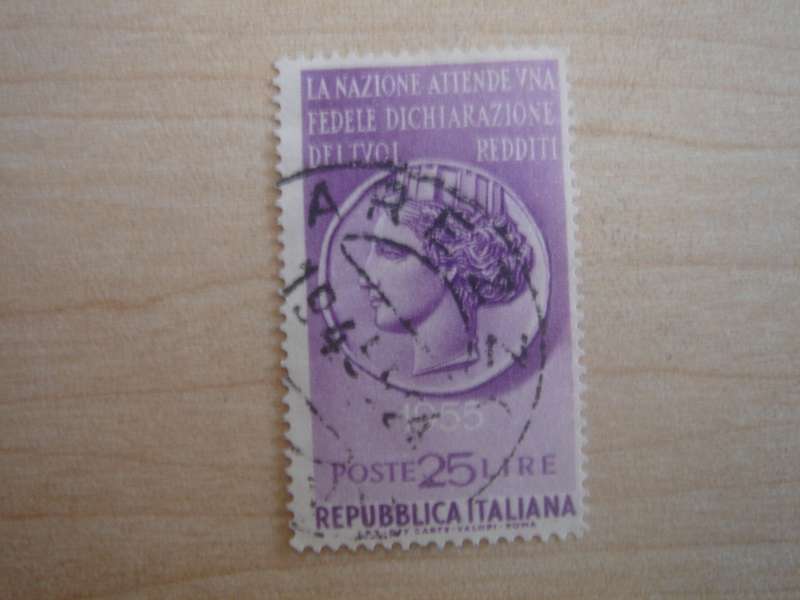 LA NAZIONE ATTENDE VNA
FEDELE DICHIARAZIONE
DEI TVOI REDDITI
1955
POSTE 25 LIRE
REPUBBLICA ITALIANA